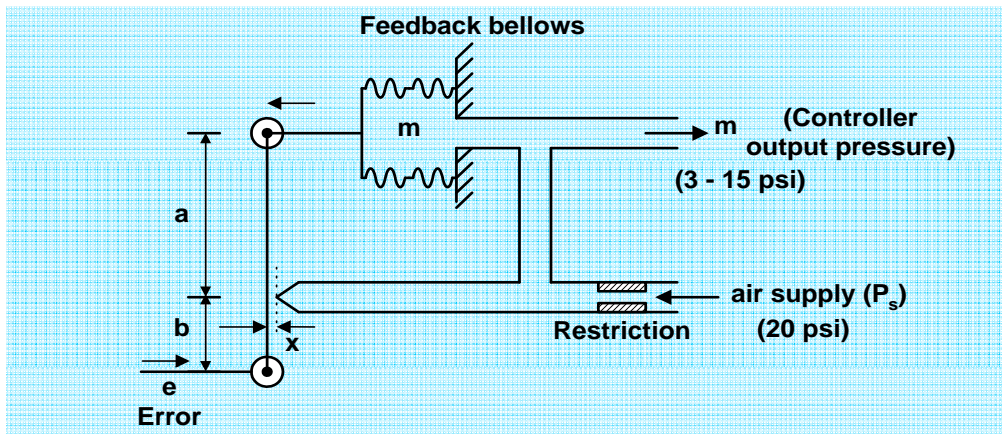 Feedback bellows
m
m
(Controller
output pressure)
(3 - 15 psi)
a
air supply (Ps)
(20 psi)
b
x
Restriction
e
Error